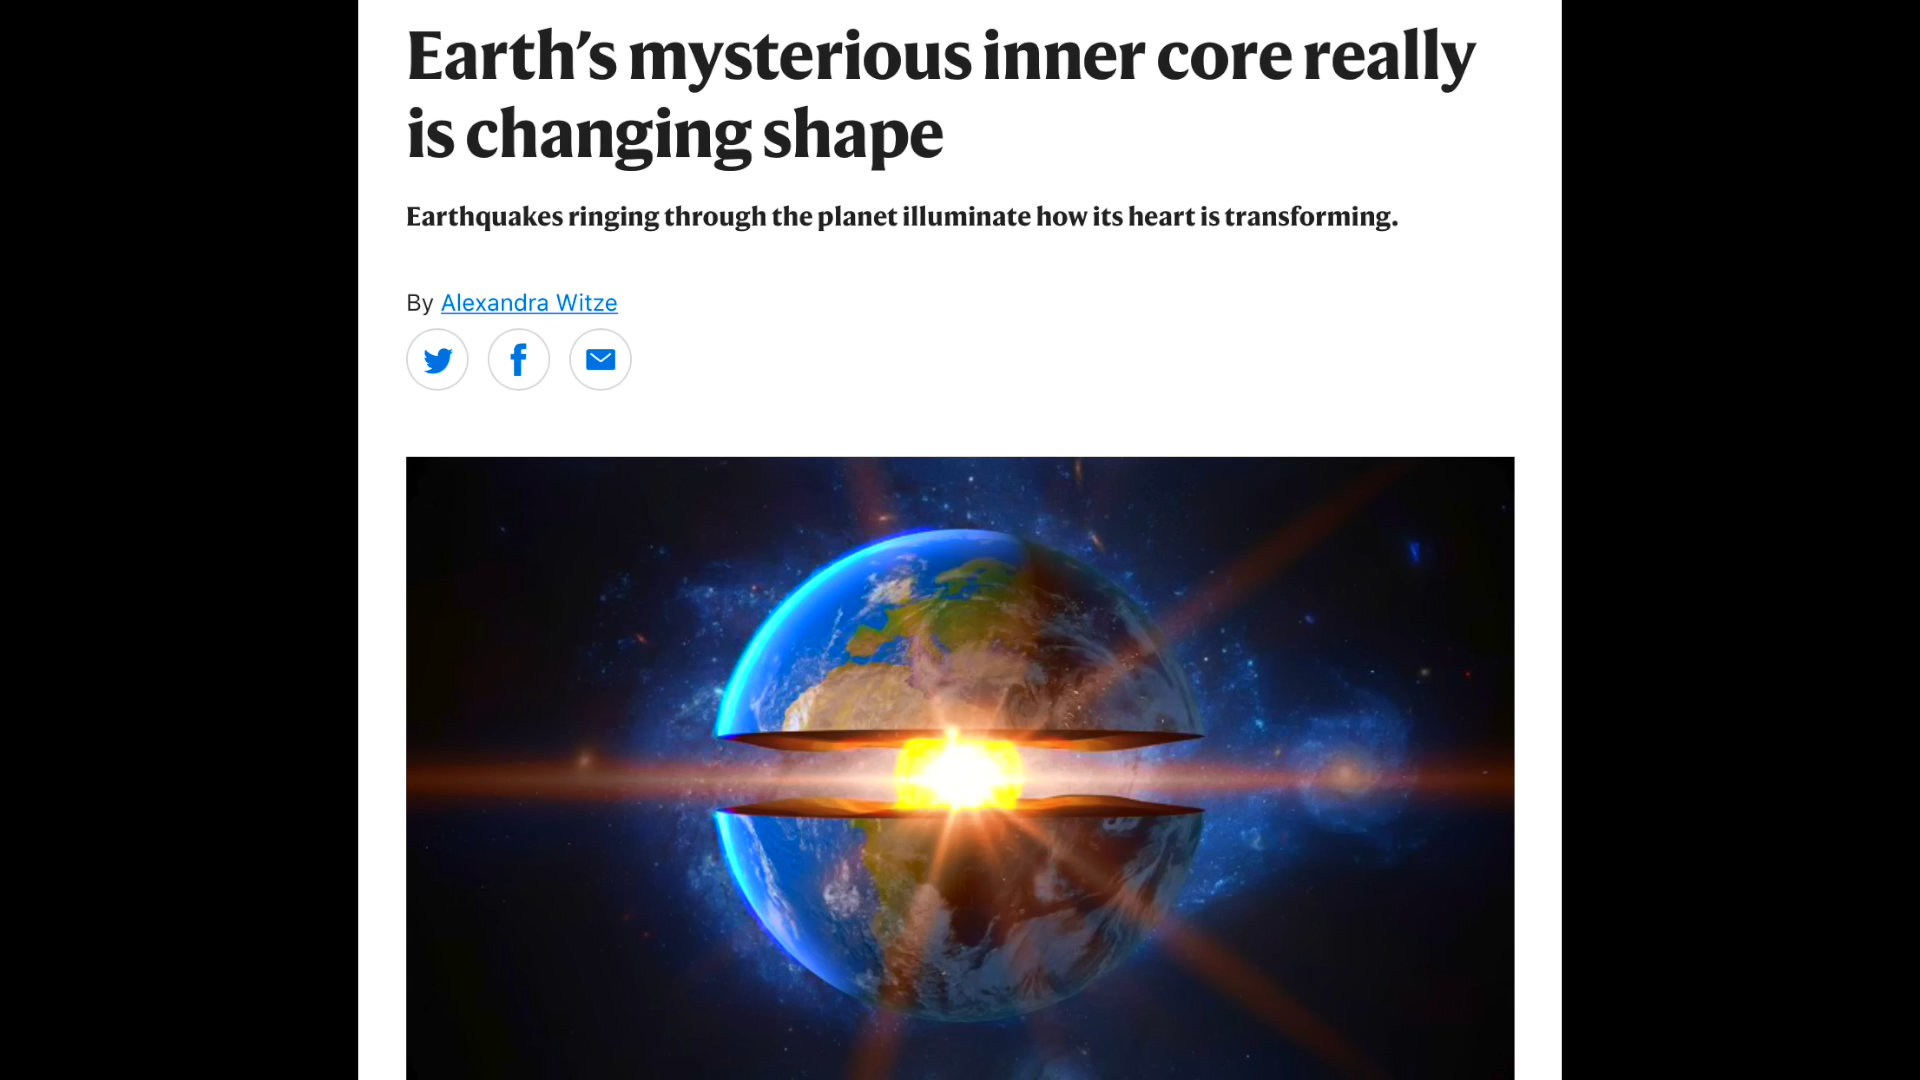 Earth’s mysterious inner core really
is changing shape
Earthquakes ringing through the planet illuminate how its heart is transforming.
By Alexandra Witze